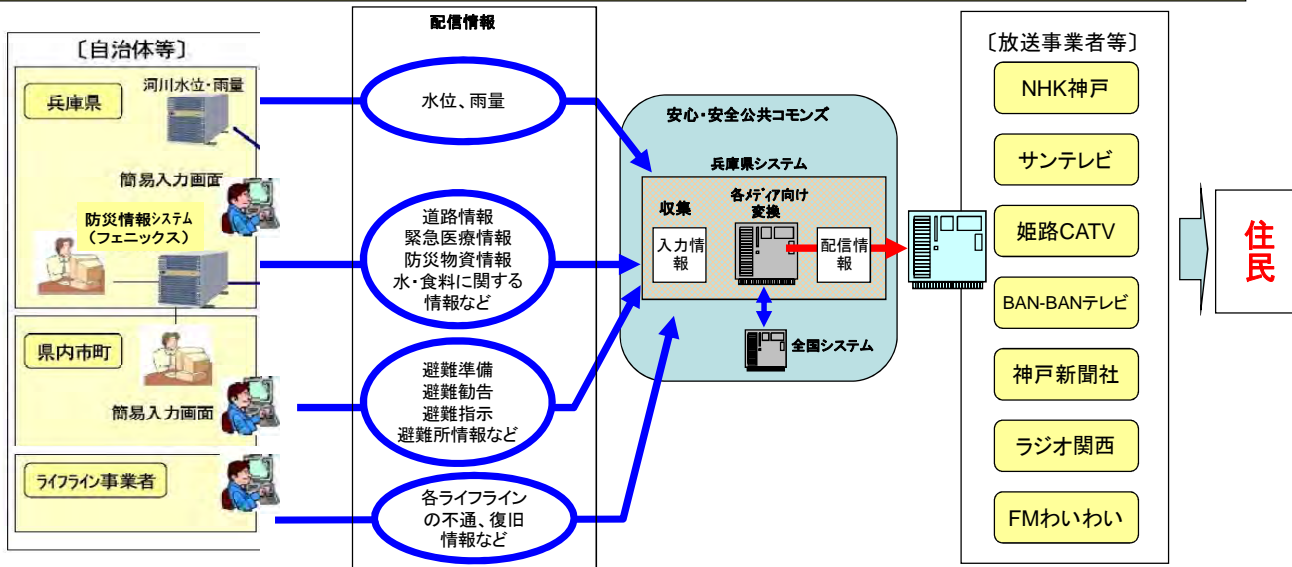 〔自治体等〕
兵庫県
河川水位・雨量
簡易入力画面
防災情報システム
（フェニックス）
県内市町
簡易入力画面
ライフライン事業者
配信情報
水位、雨量
道路情報
緊急医療情報
防災物資情報
水・食料に関する
情報など
避難準備
避難勧告
避難指示
避難所情報など
各ライフライン
の不通、復旧
情報など
安心・安全公共コモンズ
兵庫県システム
収集
各メディア向け
変換
入力情
報
配信情
報
全国システム
〔放送事業者等〕
NHK神戸
サンテレビ
姫路CATV
BAN-BANテレビ
神戸新聞社
ラジオ関西
FMわいわい
住
民